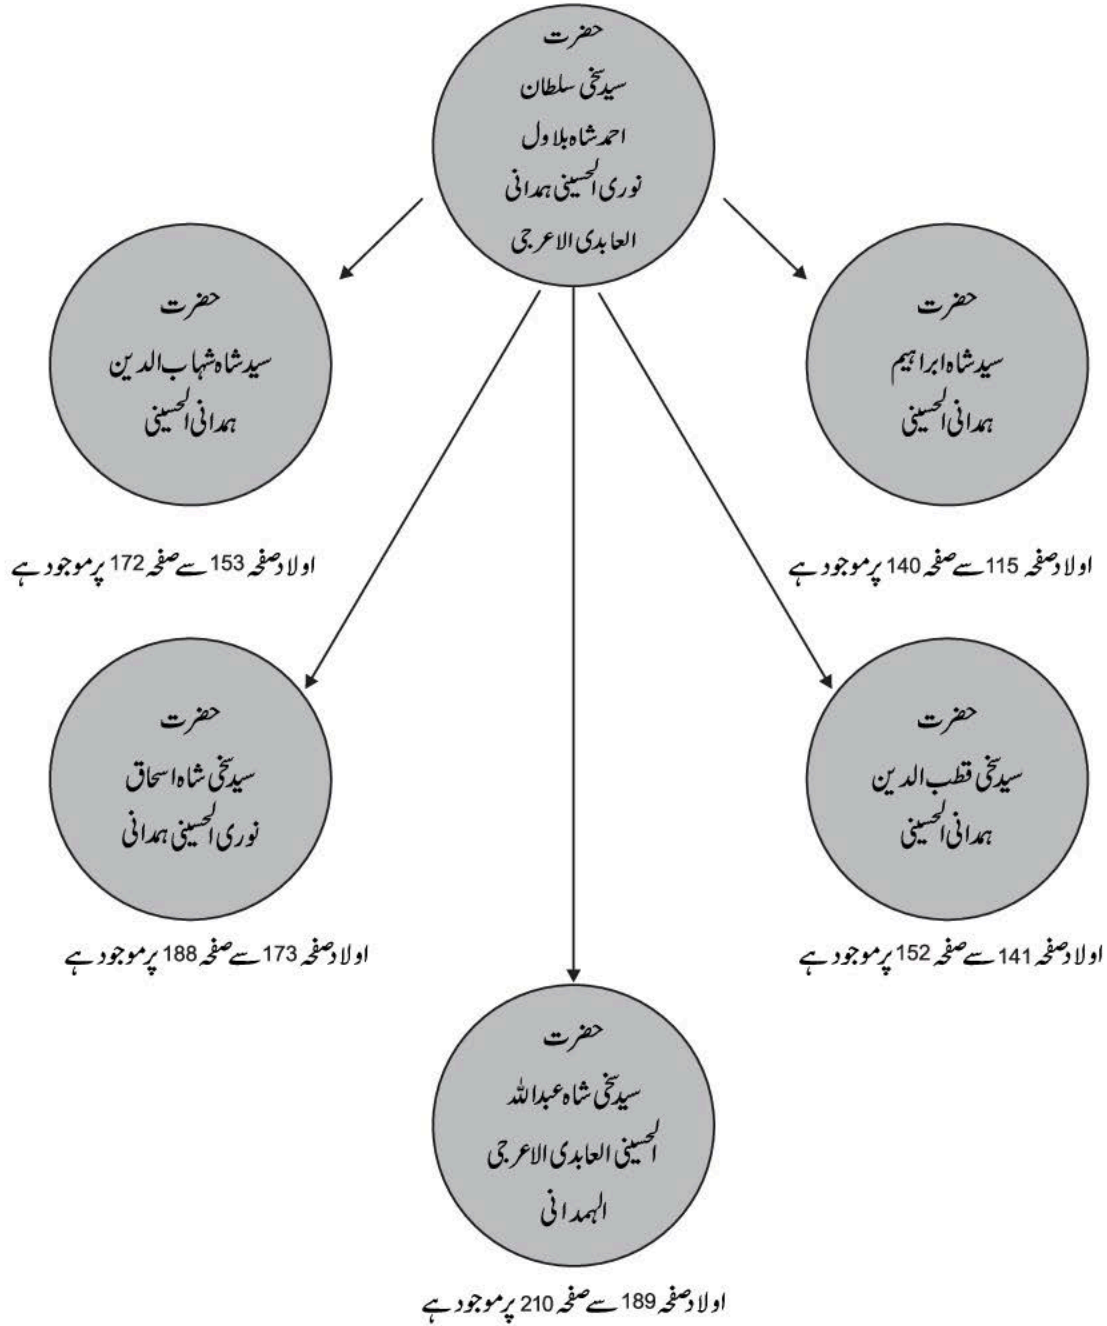 حضرت
سید سخی سلطان
احمد شاہ بلاول
نوری الحسینی ہمدانی
العابدی الاعرجی
حضرت
سید شاہ ابراہیم
ہمدانی الحسینی
اولاد صفحہ 115 سے صفحہ 140 پر موجود ہے
حضرت
سید شاہ شہاب الدین
ہمدانی الحسینی
اولاد صفحہ 153 سے صفحہ 172 پر موجود ہے
حضرت
سید سخی قطب الدین
ہمدانی الحسینی
اولاد صفحہ 141 سے صفحہ 152 پر موجود ہے
حضرت
سید سخی شاہ اسحاق
نوری الحسینی ہمدانی
اولاد صفحہ 173 سے صفحہ 188 پر موجود ہے
حضرت
سید سخی شاہ عبداللہ
الحسینی العابدی الاعرجی
الہمدانی
اولاد صفحہ 189 سے صفحہ 210 پر موجود ہے